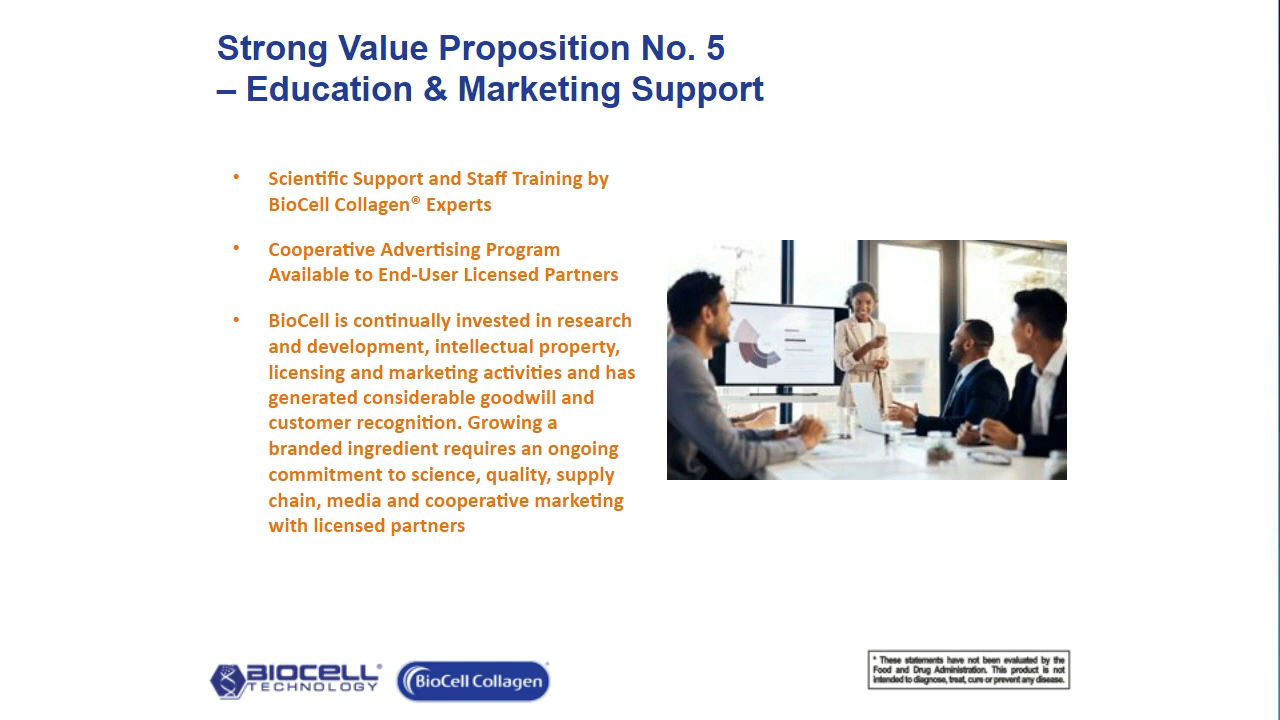 Strong Value Proposition No. 5
– Education & Marketing Support
• Scientific Support and Staff Training by
BioCell Collagen® Experts
• Cooperative Advertising Program
Available to End-User Licensed Partners
• BioCell is continually invested in research
and development, intellectual property,
licensing and marketing activities and has
generated considerable goodwill and
customer recognition. Growing a
branded ingredient requires an ongoing
commitment to science, quality, supply
chain, media and cooperative marketing
with licensed partners
BIOCELL®
TECHNOLOGY
BioCell Collagen®
* These statements have not been evaluated by the
Food and Drug Administration. This product is not
intended to diagnose, treat, cure or prevent any disease.